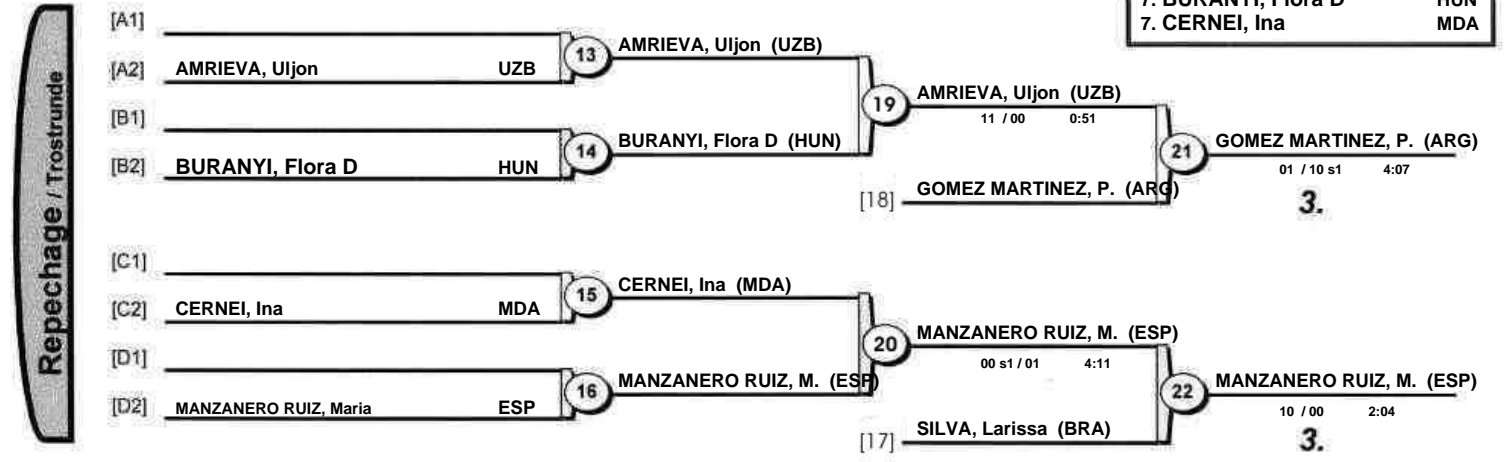 7. BURANYI, Flora D HUN
7. CERNEI, Ina MDA
Repechage / Trostrunde
[A1]
[A2] AMRIEVA, Uljon UZB
13 AMRIEVA, Uljon (UZB)
[B1]
[B2] BURANYI, Flora D HUN
14 BURANYI, Flora D (HUN)
19 AMRIEVA, Uljon (UZB)
11 / 00 0:51
[18] GOMEZ MARTINEZ, P. (ARG)
21 GOMEZ MARTINEZ, P. (ARG)
01 / 10 s1 4:07
3.
[C1]
[C2] CERNEI, Ina MDA
15 CERNEI, Ina (MDA)
[D1]
[D2] MANZANERO RUIZ, Maria ESP
16 MANZANERO RUIZ, M. (ESP)
20 MANZANERO RUIZ, M. (ESP)
00 s1 / 01 4:11
[17] SILVA, Larissa (BRA)
22 MANZANERO RUIZ, M. (ESP)
10 / 00 2:04
3.